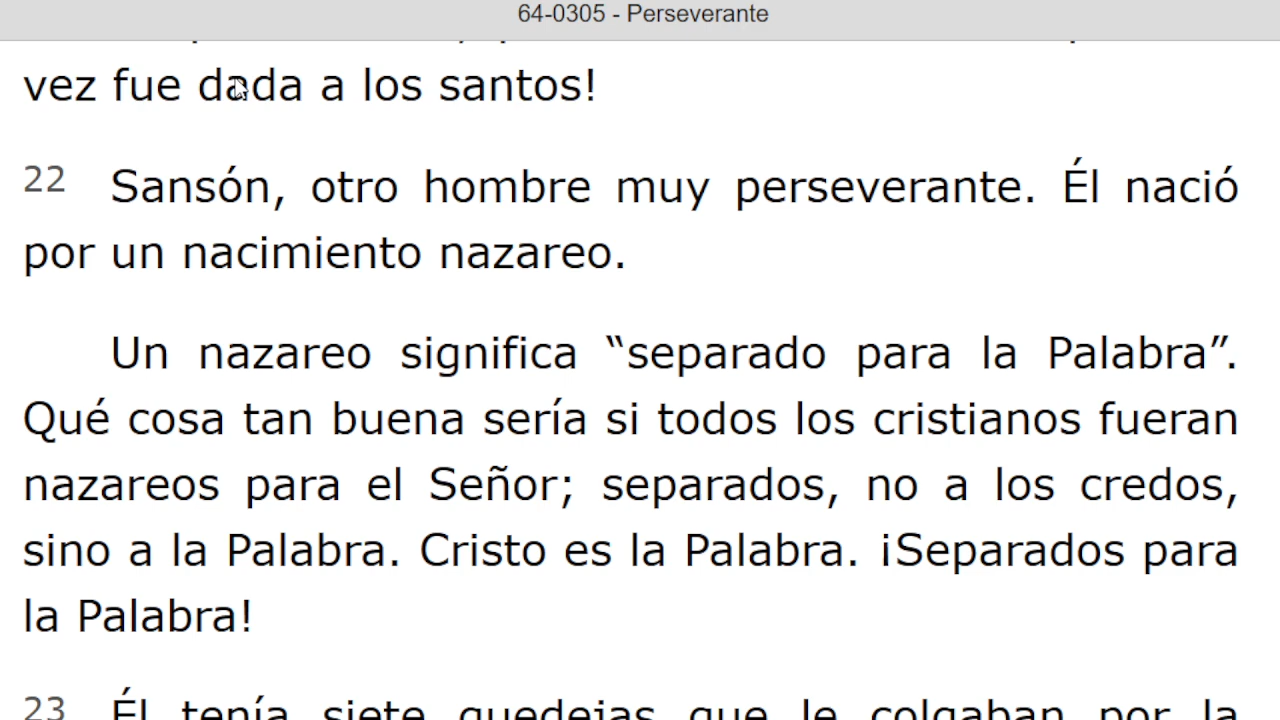 64-0305 - Perseverante
vez fue dada a los santos!
22 Sansón, otro hombre muy perseverante. Él nació
por un nacimiento nazareo.
Un nazareo significa “separado para la Palabra”.
Qué cosa tan buena sería si todos los cristianos fueran
nazareos para el Señor; separados, no a los credos,
sino a la Palabra. Cristo es la Palabra. ¡Separados para
la Palabra!
23 Él tenía siete guedejas que le colgaban por la